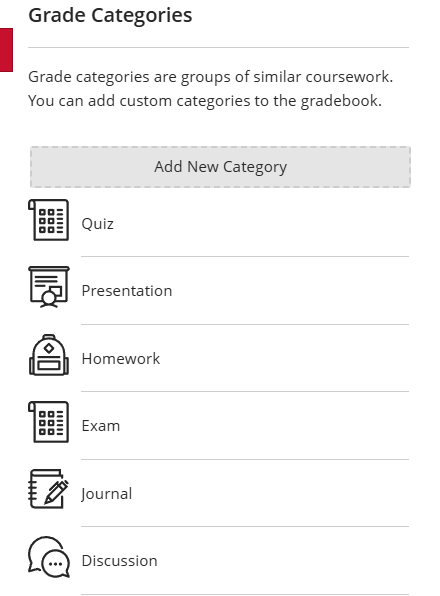 Grade Categories
Grade categories are groups of similar coursework.
You can add custom categories to the gradebook.
Add New Category
Quiz
Presentation
Homework
Exam
Journal
Discussion